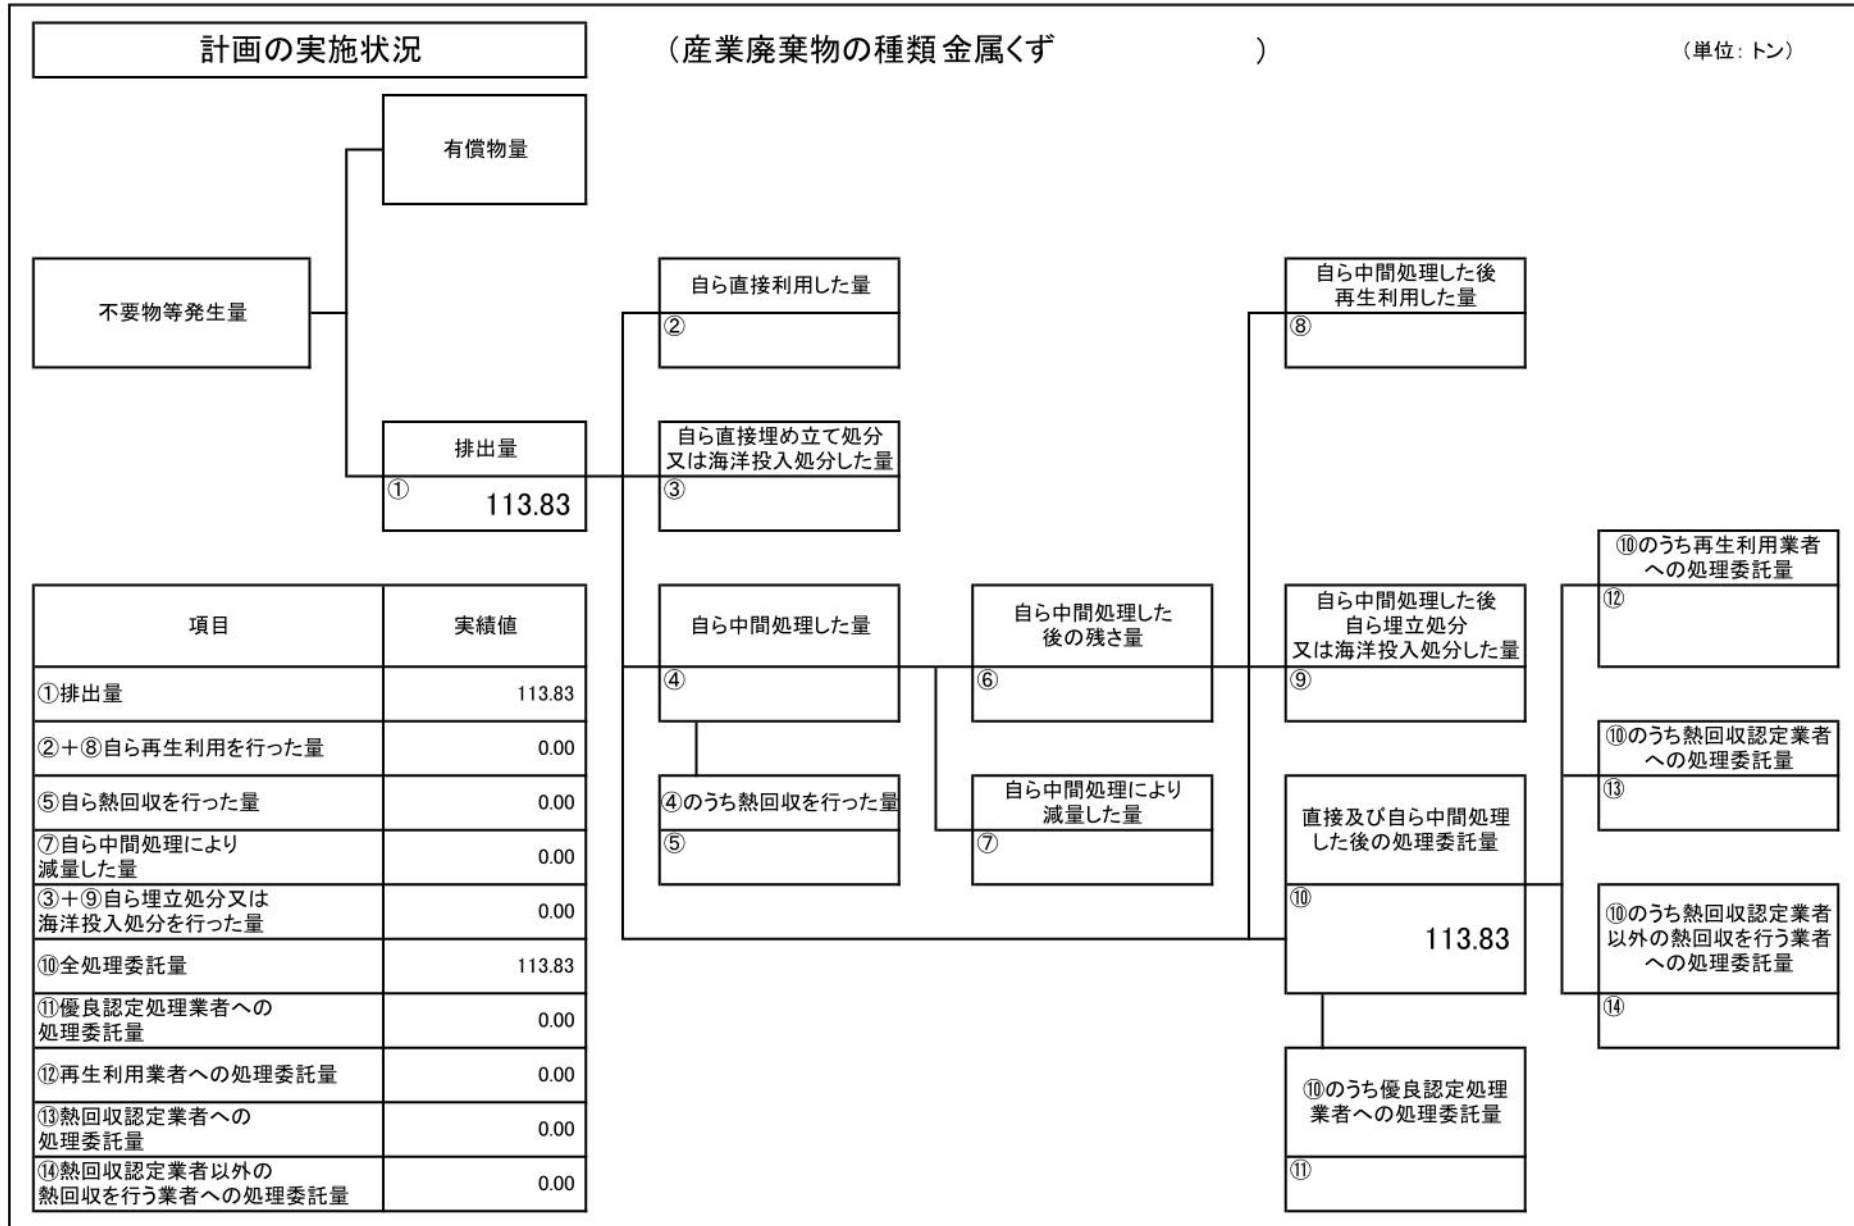 計画の実施状況
（産業廃棄物の種類 金属くず　　　　　　　）
（単位：トン）
有償物量
不要物等発生量
自ら直接利用した量
②
自ら中間処理した後
再生利用した量
⑧
排出量
① 113.83
自ら直接埋め立て処分
又は海洋投入処分した量
③
自ら中間処理した量
④
自ら中間処理した
後の残さ量
⑥
自ら中間処理した後
自ら埋立処分
又は海洋投入処分した量
⑨
⑩のうち再生利用業者
への処理委託量
⑫
④のうち熱回収を行った量
⑤
自ら中間処理により
減量した量
⑦
直接及び自ら中間処理
した後の処理委託量
⑩
113.83
⑩のうち熱回収認定業者
への処理委託量
⑬
⑩のうち熱回収認定業者
以外の熱回収を行う業者
への処理委託量
⑭
⑩のうち優良認定処理
業者への処理委託量
⑪
項目 実績値
①排出量 113.83
②＋⑧自ら再生利用を行った量 0.00
⑤自ら熱回収を行った量 0.00
⑦自ら中間処理により
減量した量 0.00
③＋⑨自ら埋立処分又は
海洋投入処分を行った量 0.00
⑩全処理委託量 113.83
⑪優良認定処理業者への
処理委託量 0.00
⑫再生利用業者への処理委託量 0.00
⑬熱回収認定業者への
処理委託量 0.00
⑭熱回収認定業者以外の
熱回収を行う業者への処理委託量 0.00